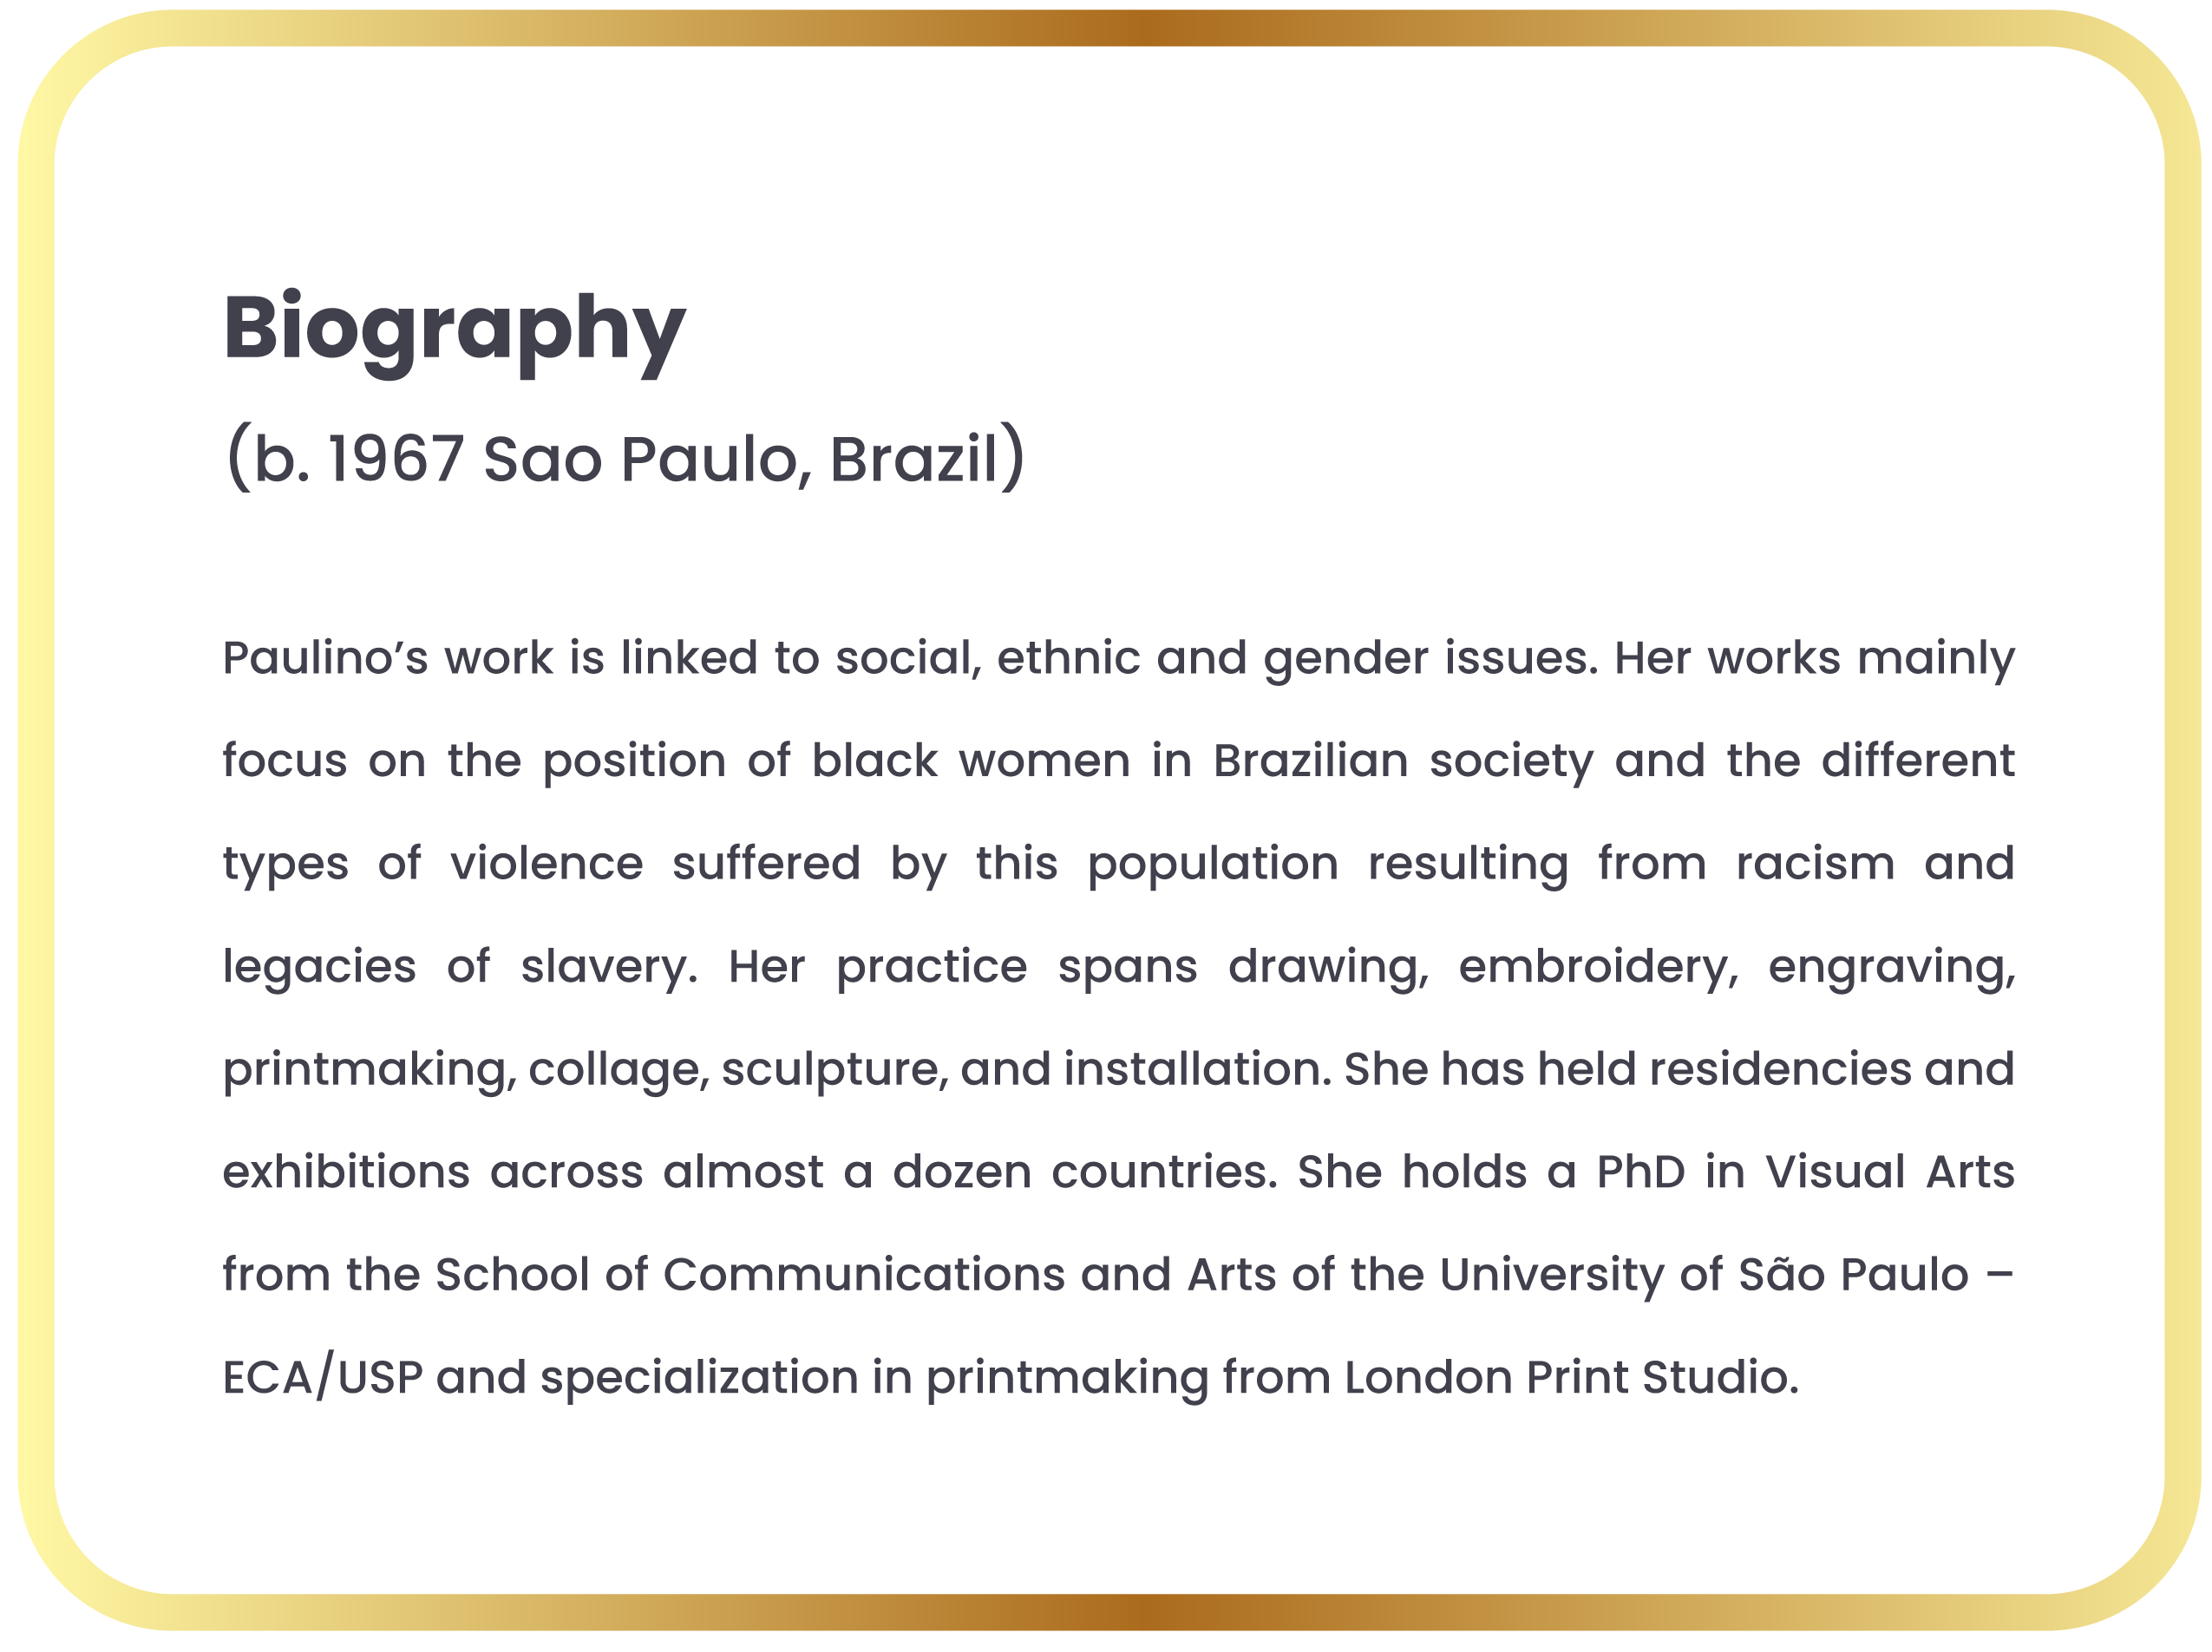 Biography
(b. 1967 Sao Paulo, Brazil)
Paulino’s work is linked to social, ethnic and gender issues. Her works mainly
focus on the position of black women in Brazilian society and the different
types of violence suffered by this population resulting from racism and
legacies of slavery. Her practice spans drawing, embroidery, engraving,
printmaking, collage, sculpture, and installation. She has held residencies and
exhibitions across almost a dozen countries. She holds a PhD in Visual Arts
from the School of Communications and Arts of the University of São Paulo –
ECA/USP and specialization in printmaking from London Print Studio.